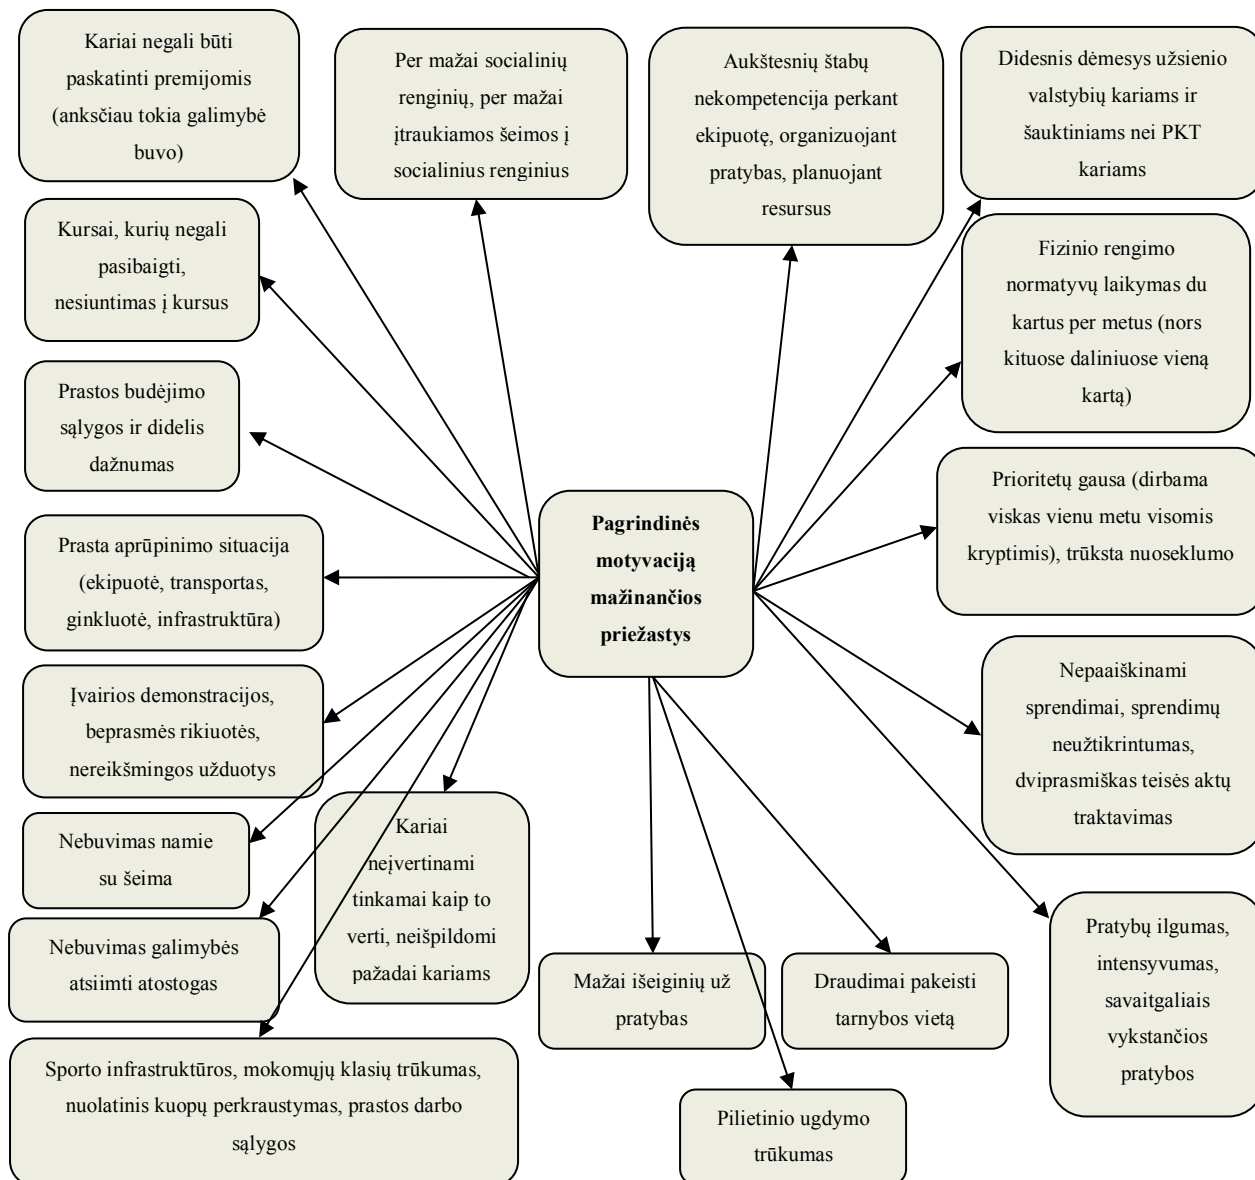 Kariai negali būti
paskatinti premijomis
(anksčiau tokia galimybė
buvo)
Per mažai socialinių
renginių, per mažai
įtraukiamos šeimos į
socialinius renginius
Aukštesnių štabų
nekompetencija perkant
ekipuotę, organizuojant
pratybas, planuojant
resursus
Didesnis dėmesys užsienio
valstybių kariams ir
šauktiniams nei PKT
kariams
Kursai, kurių negali
pasibaigti,
nesiuntimas į kursus
Fizinio rengimo
normatyvų laikymas du
kartus per metus (nors
kituose daliniuose vieną
kartą)
Prastos budėjimo
sąlygos ir didelis
dažnumas
Prioritetų gausa (dirbama
viskas vienu metu visomis
kryptimis), trūksta nuoseklumo
Pagrindinės
motyvaciją
mažinančios
priežastys
Prasta aprūpinimo situacija
(ekipuotė, transportas,
ginkluotė, infrastruktūra)
Įvairios demonstracijos,
beprasmės rikiuotės,
nereikšmingos užduotys
Nepaaiškinami
sprendimai, sprendimų
neužtikrintumas,
dviprasmiškas teisės aktų
traktavimas
Nebuvimas namie
su šeima
Kariai
neįvertinami
tinkamai kaip to
verti, neišpildomi
pažadai kariams
Nebuvimas galimybės
atsiimti atostogas
Mažai išeiginių už
pratybas
Draudimai pakeisti
tarnybos vietą
Pratybų ilgumas,
intensyvumas,
savaitgaliais
vykstančios
pratybos
Sporto infrastruktūros, mokomųjų klasių trūkumas,
nuolatinis kuopų perkraustymas, prastos darbo
sąlygos
Pilietinio ugdymo
trūkumas